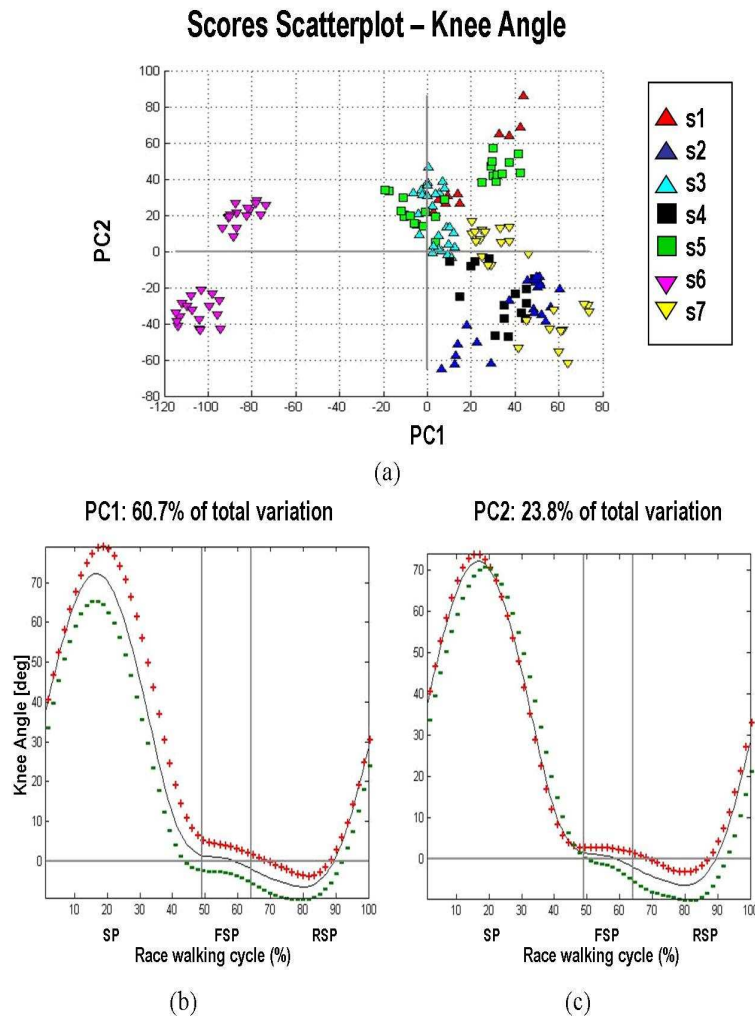 Scores Scatterplot – Knee Angle
100
80
60
40
20
0
-20
-40
-60
-80
PC2
-120 -100 -80 -60 -40 -20 0 20 40 60 80
PC1
s1
s2
s3
s4
s5
s6
s7
(a)
PC1: 60.7% of total variation
Knee Angle [deg]
70
60
50
40
30
20
10
0
10 20 30 40 50 60 70 80 90 100
SP FSP RSP
Race walking cycle (%)
(b)
PC2: 23.8% of total variation
70
60
50
40
30
20
10
0
10 20 30 40 50 60 70 80 90 100
SP FSP RSP
Race walking cycle (%)
(c)